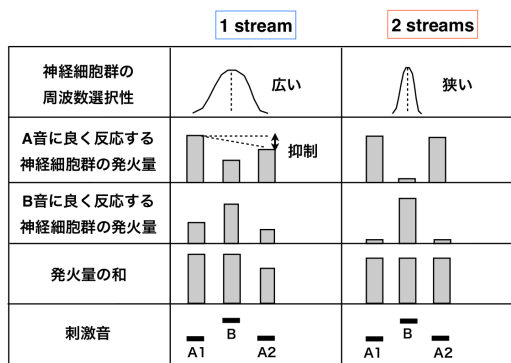 1 stream
2 streams
神経細胞群の
周波数選択性
広い
狭い
A音に良く反応する
神経細胞群の発火量
抑制
B音に良く反応する
神経細胞群の発火量
発火量の和
刺激音
A1
B
A2
A1
B
A2